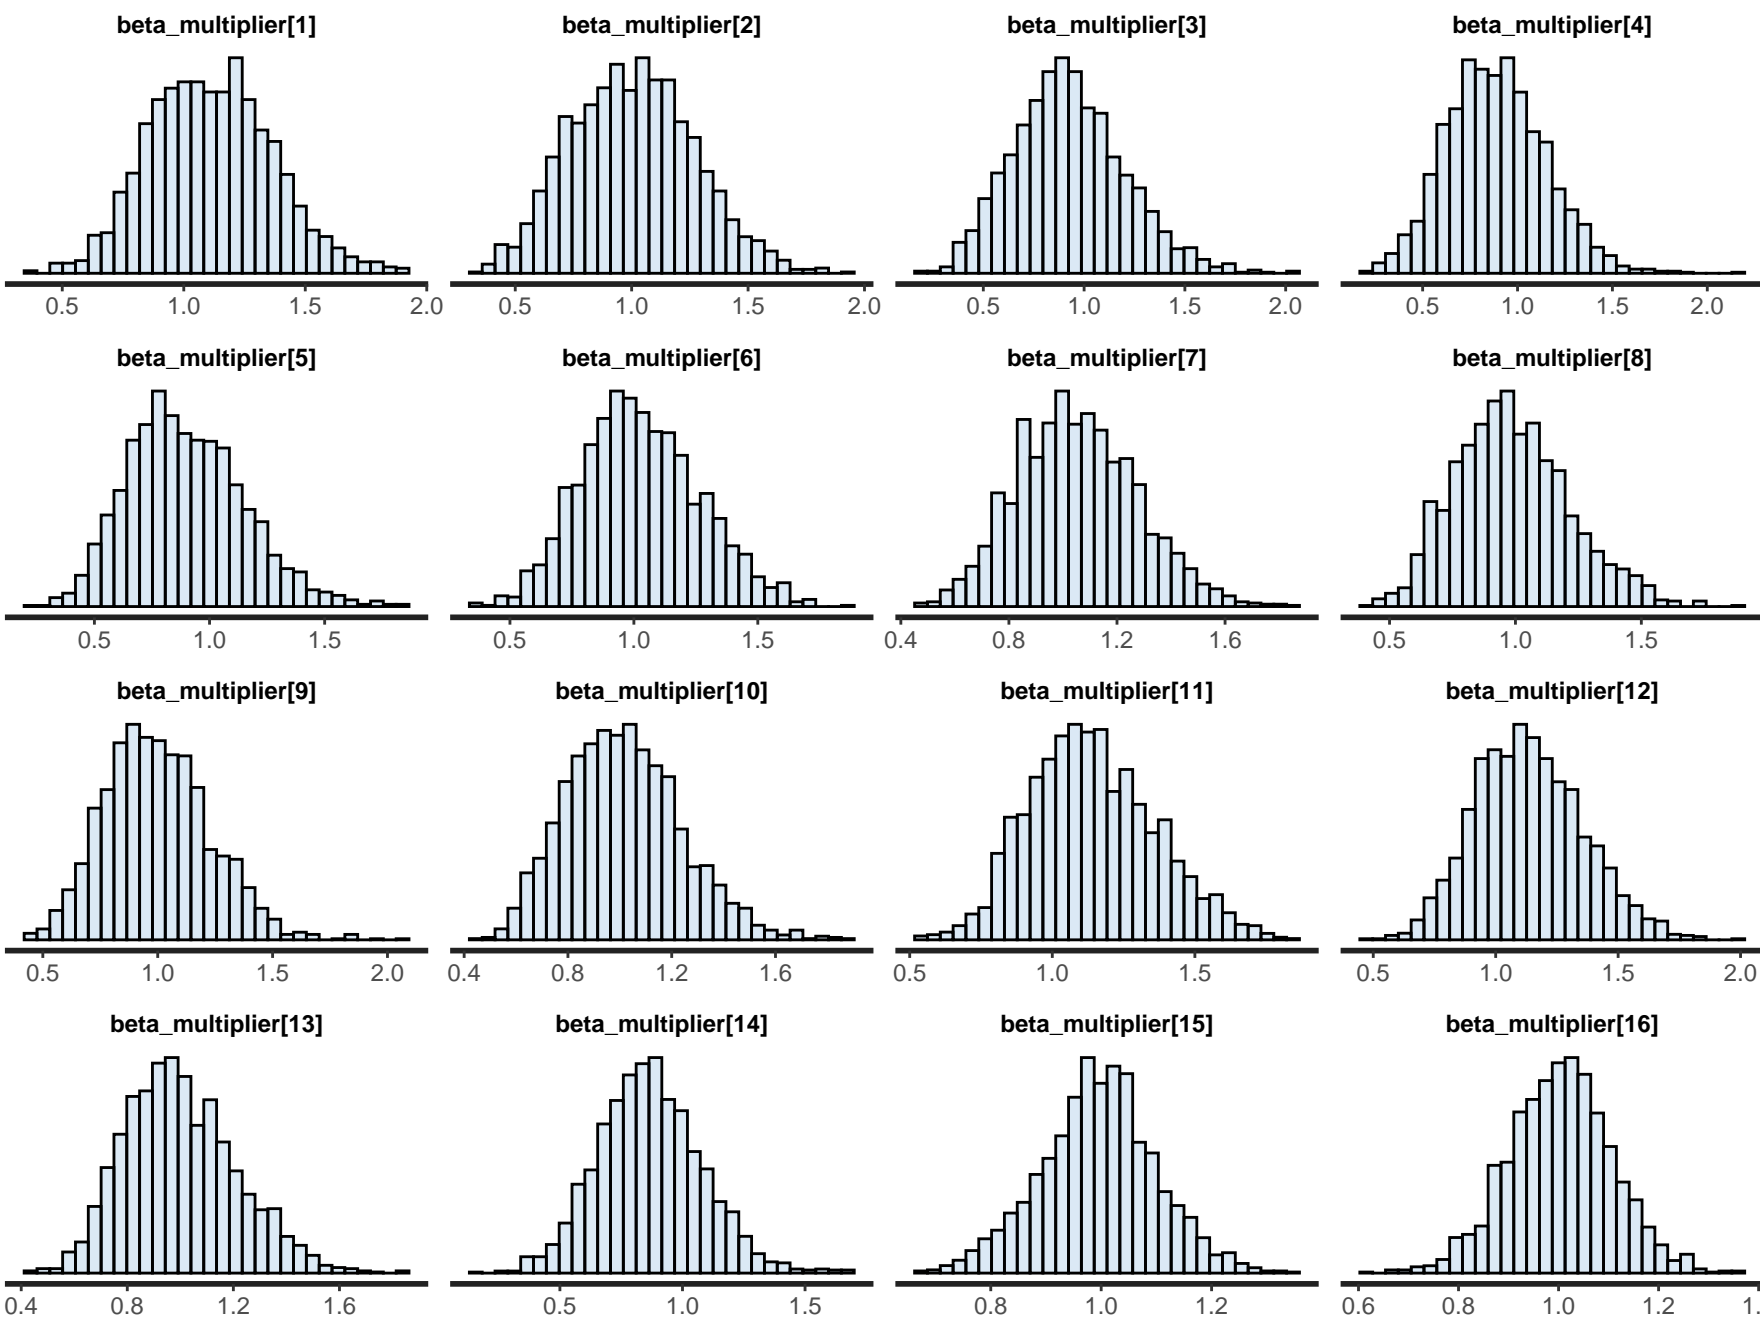 beta_multiplier[1] beta_multiplier[2] beta_multiplier[3] beta_multiplier[4]
0.5 1.0 1.5 2.0 0.5 1.0 1.5 2.0 0.5 1.0 1.5 2.0 0.5 1.0 1.5 2.0
beta_multiplier[5] beta_multiplier[6] beta_multiplier[7] beta_multiplier[8]
0.5 1.0 1.5 0.5 1.0 1.5 0.4 0.8 1.2 1.6 0.5 1.0 1.5
beta_multiplier[9] beta_multiplier[10] beta_multiplier[11] beta_multiplier[12]
0.5 1.0 1.5 2.0 0.4 0.8 1.2 1.6 0.5 1.0 1.5 0.5 1.0 1.5 2.0
beta_multiplier[13] beta_multiplier[14] beta_multiplier[15] beta_multiplier[16]
0.4 0.8 1.2 1.6 0.5 1.0 1.5 0.8 1.0 1.2 0.6 0.8 1.0 1.2 1.